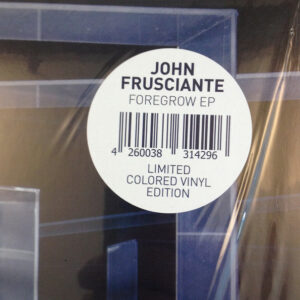 JOHN
FRUSCIANTE
FOREGROW EP
4 260038 314296
LIMITED
COLORED VINYL
EDITION